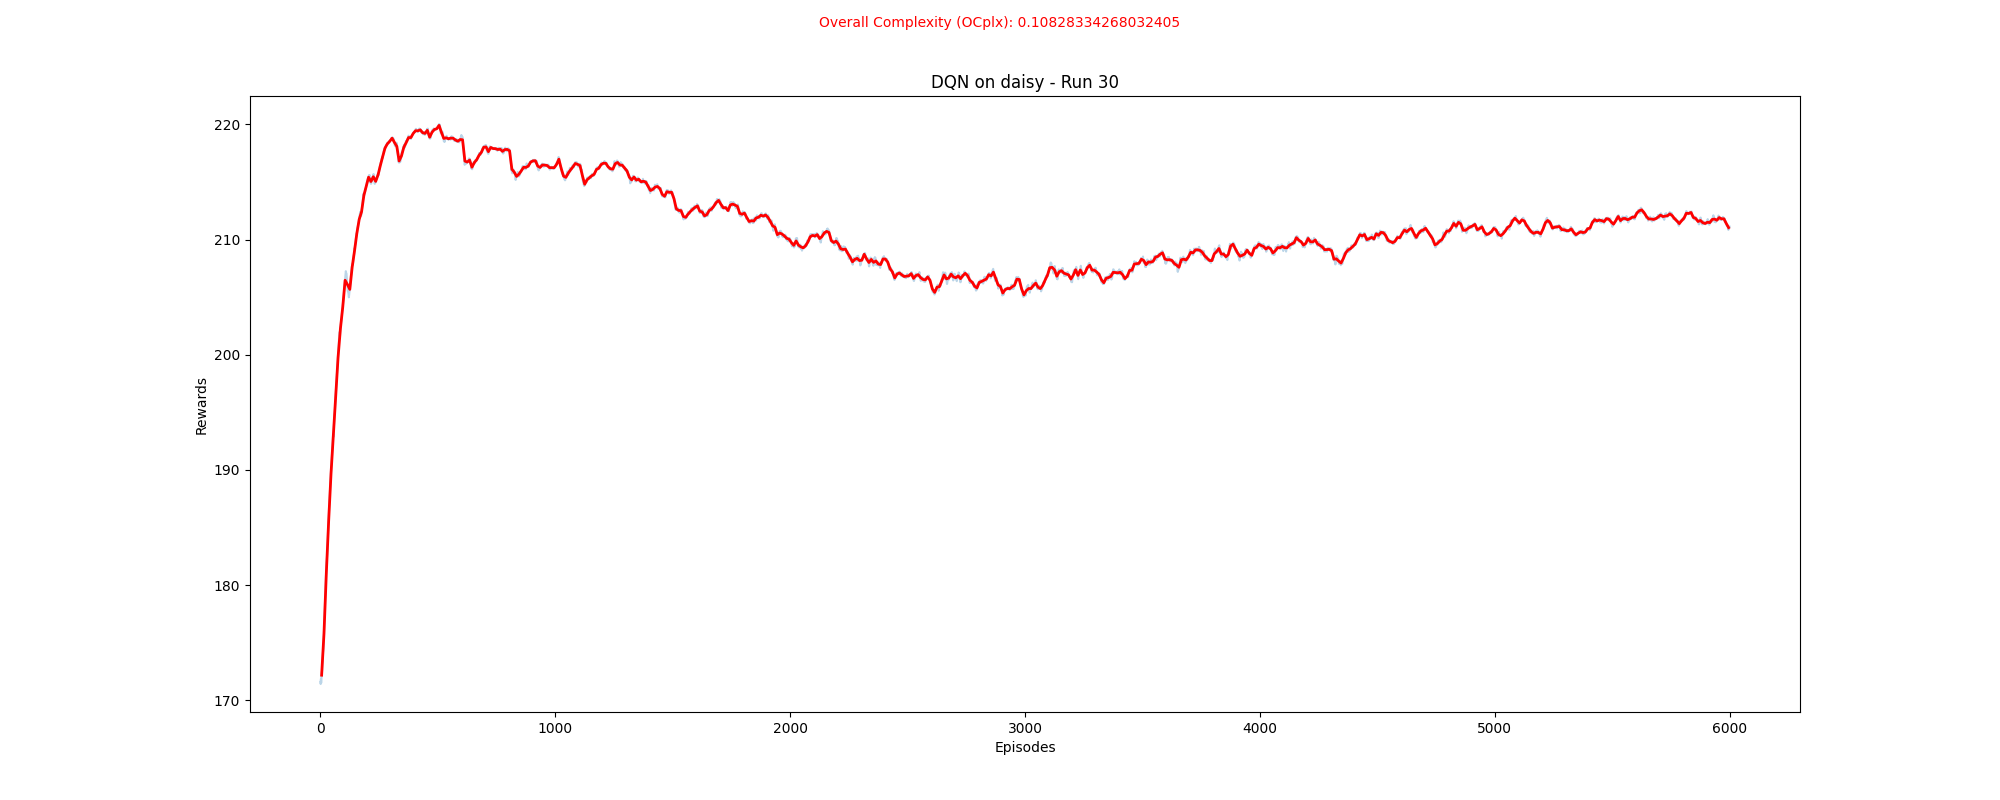 Overall Complexity (OCplx): 0.10828334268032405
DQN on daisy - Run 30
220
210
200
190
180
170
Rewards
0 1000 2000 3000 4000 5000 6000
Episodes